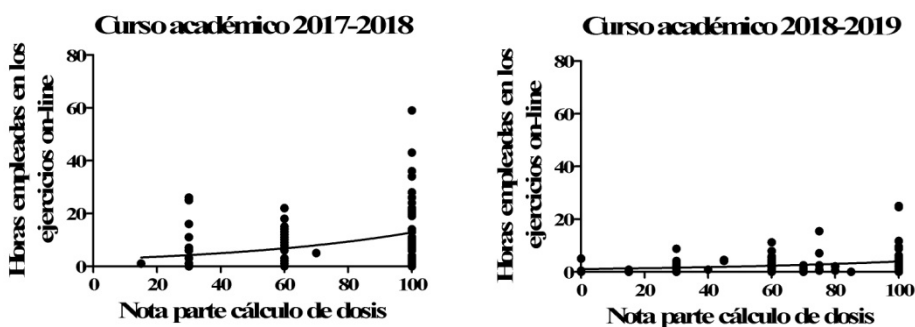 Curso académico 2017-2018
Horas empleadas en los
ejercicios on-line
80
60
40
20
0
0 20 40 60 80 100
Nota parte cálculo de dosis
Curso académico 2018-2019
Horas empleadas en los
ejercicios on-line
80
60
40
20
0
0 20 40 60 80 100
Nota parte cálculo de dosis